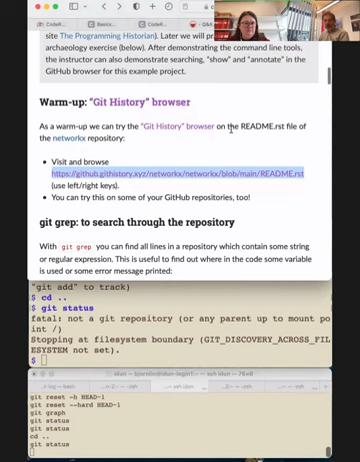 CodeR...
Basics...
CodeR...
Q&A
site The Programming Historian). Later we will pr
archaeology exercise (below). After demonstrating the command line tools,
the instructor can also demonstrate searching, "show" and "annotate" in the
GitHub browser for this example project.
Warm-up: "Git History" browser
As a warm-up we can try the "Git History" browser on the README.rst file of
the networkx repository:
• Visit and browse
https://github.githistory.xyz/networkx/networkx/blob/main/README.rst
(use left/right keys).
• You can try this on some of your GitHub repositories, too!
git grep: to search through the repository
With git grep you can find all lines in a repository which contain some string
or regular expression. This is useful to find out where in the code some variable
is used or some error message printed:
"git add" to track)
$ cd ..
$ git status
fatal: not a git repository (or any parent up to mount po
int /)
Stopping at filesystem boundary (GIT_DISCOVERY_ACROSS_FIL
ESYSTEM not set).
$
git reset -h HEAD~1
git reset --hard HEAD~1
git graph
git status
git status
cd ..
git status